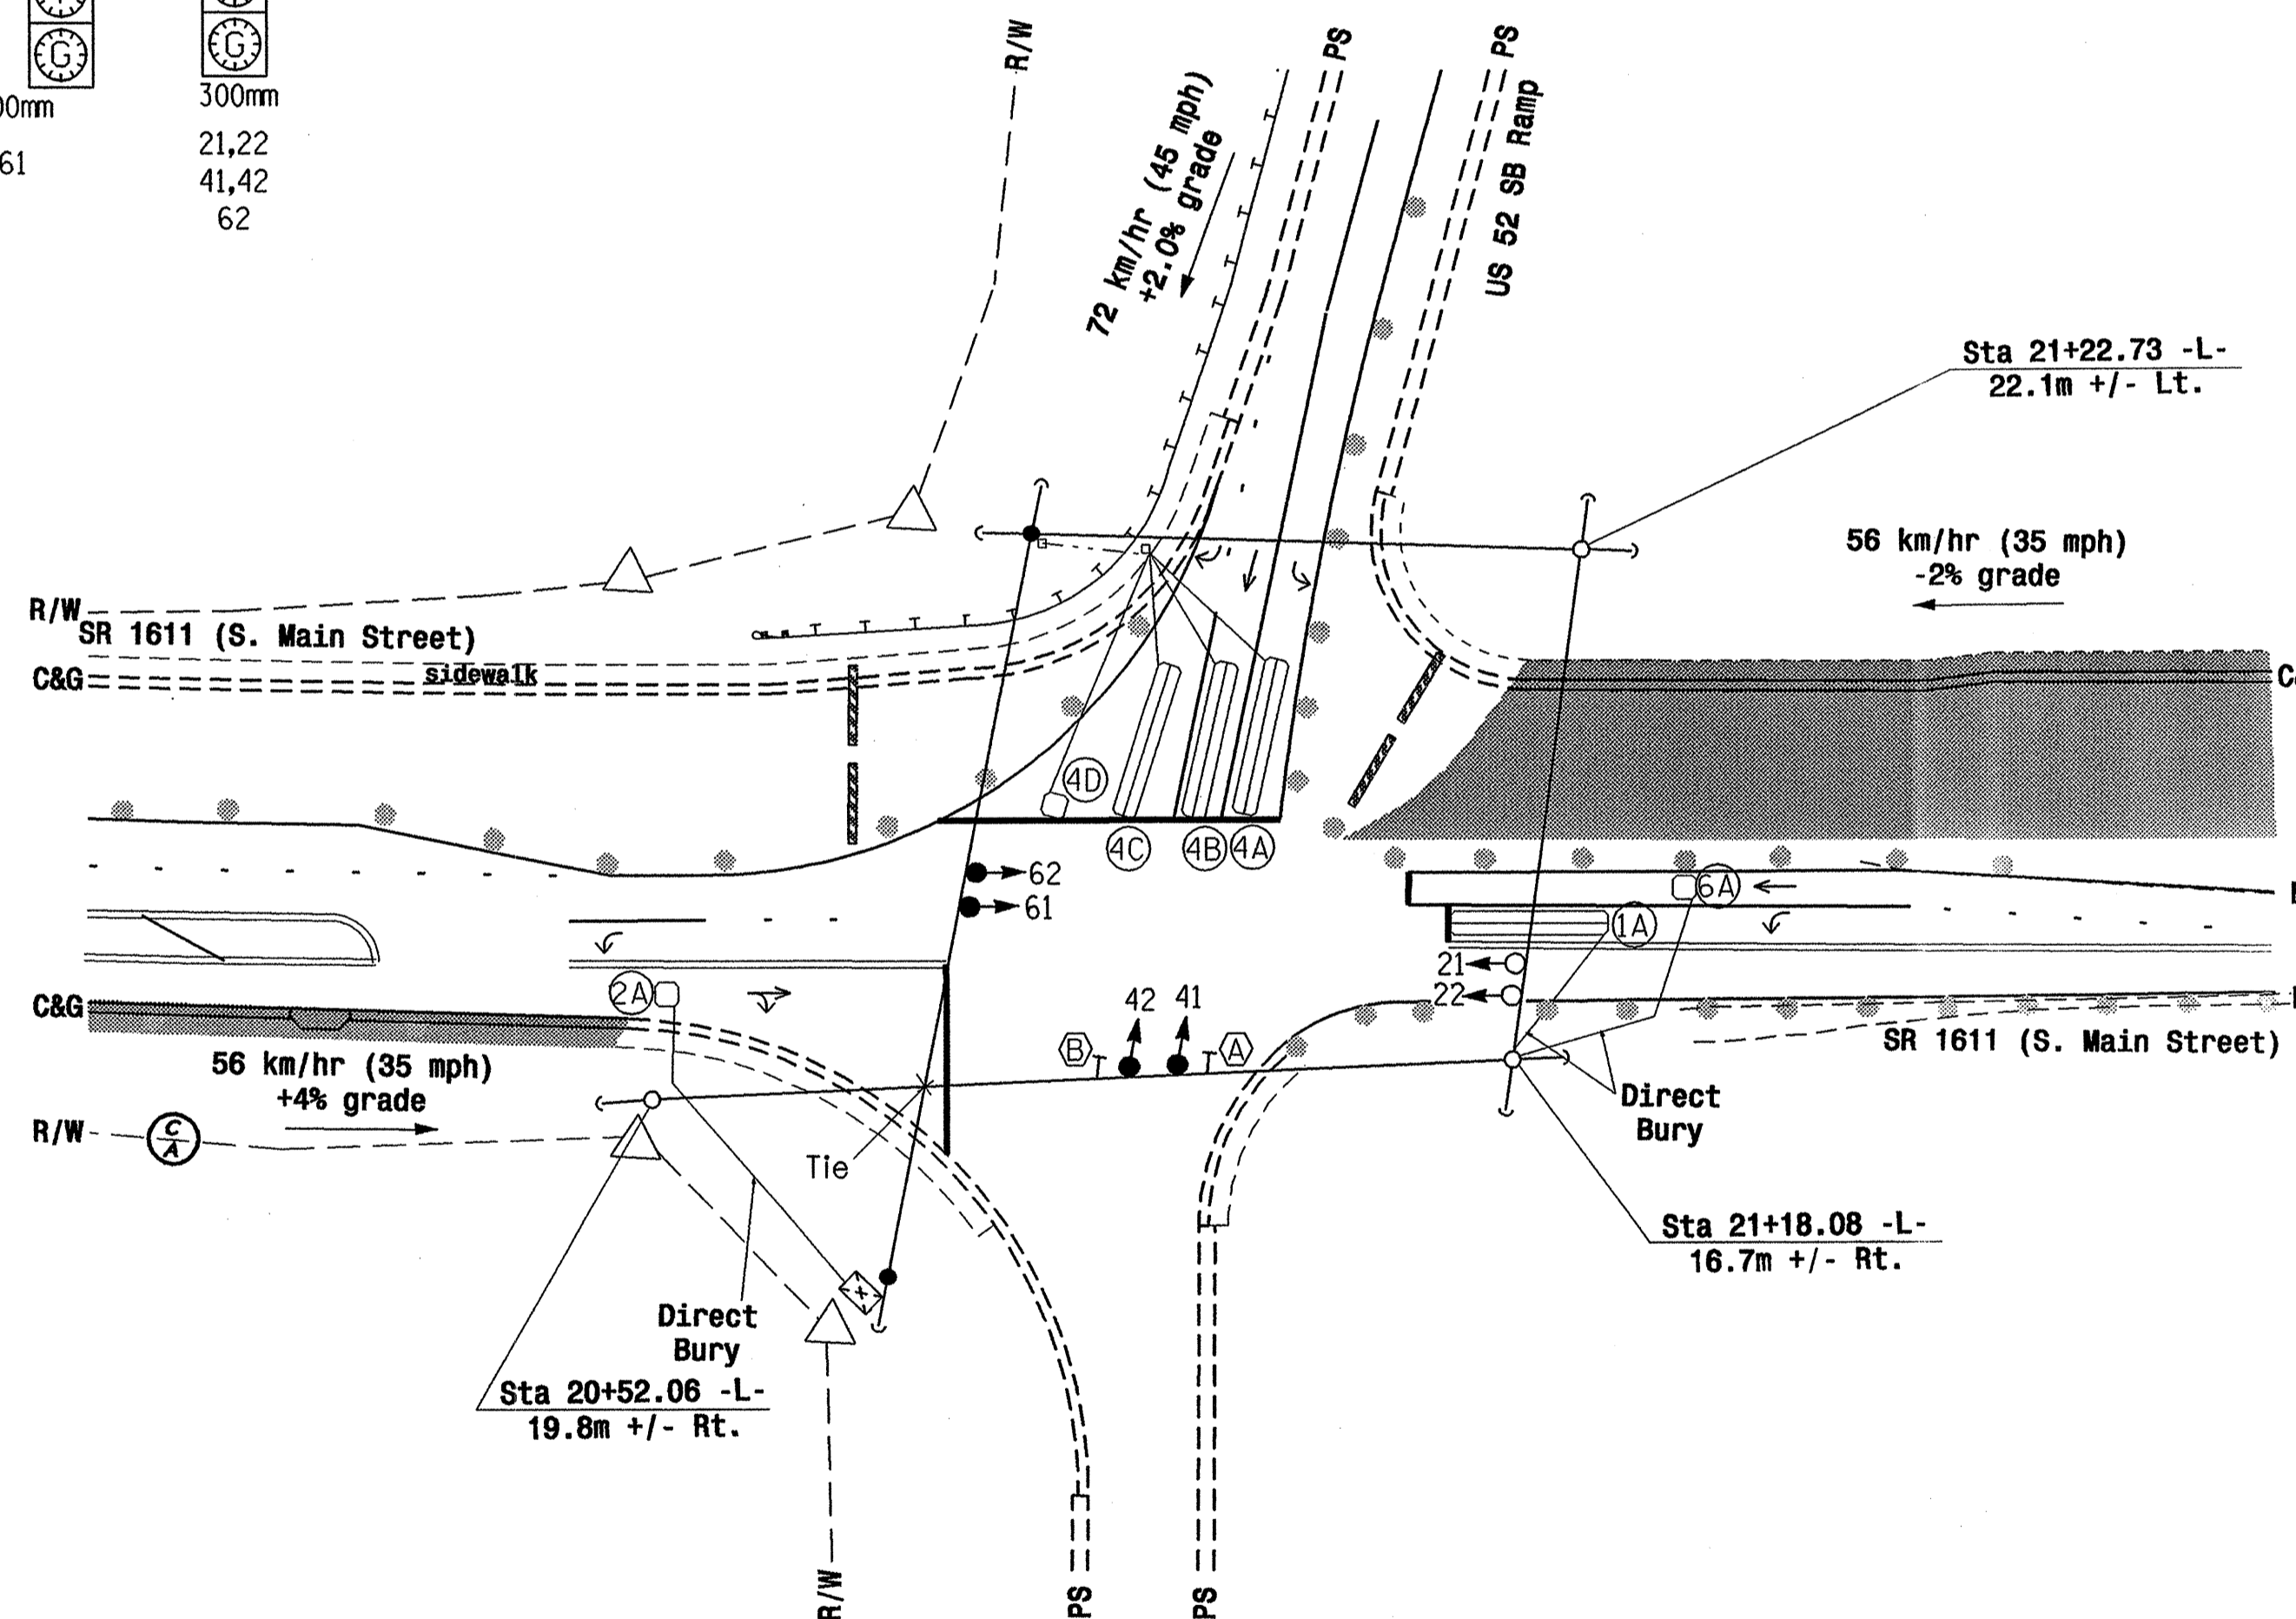 G
G
00mm
300mm
61
21,22
41,42
62
R/W
PS
PS
US 52 SB Ramp
72 km/hr (45 mph)
+2.0% grade
Sta 21+22.73 -L-
22.1m +/- Lt.
56 km/hr (35 mph)
-2% grade
R/W
SR 1611 (S. Main Street)
C&G
sidewalk
4D
4C
4B
4A
62
61
6A
1A
21
22
2A
42
41
B
A
C&G
SR 1611 (S. Main Street)
56 km/hr (35 mph)
+4% grade
R/W
C
A
Tie
Direct
Bury
Sta 21+18.08 -L-
16.7m +/- Rt.
Direct
Bury
Sta 20+52.06 -L-
19.8m +/- Rt.
R/W
PS
PS